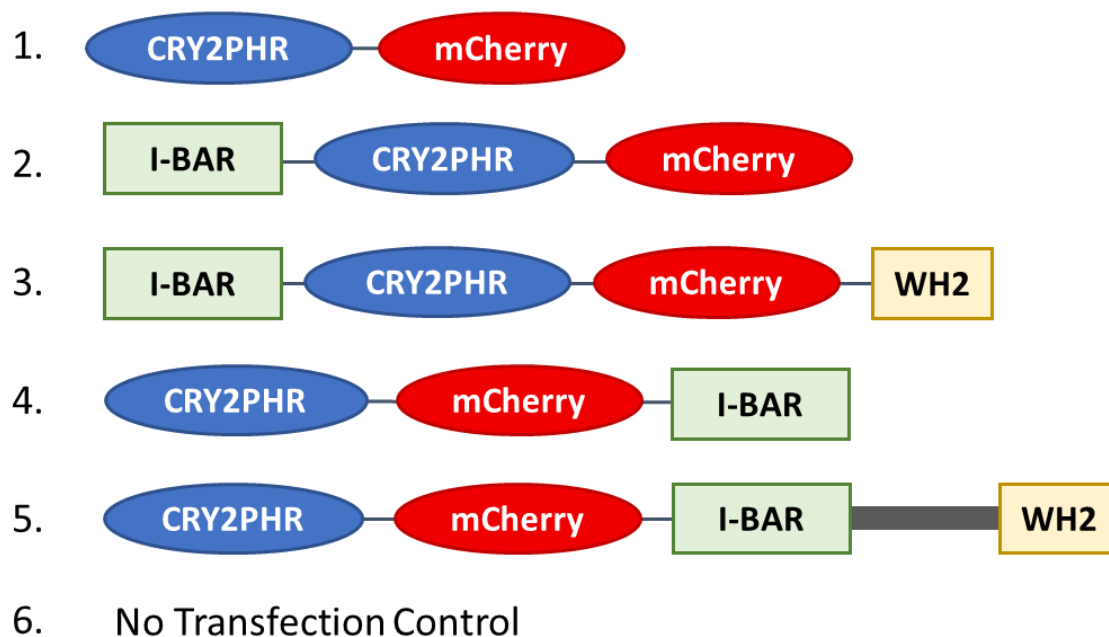 1. CRY2PHR mCherry
2. I-BAR CRY2PHR mCherry
3. I-BAR CRY2PHR mCherry WH2
4. CRY2PHR mCherry I-BAR
5. CRY2PHR mCherry I-BAR WH2
6. No Transfection Control